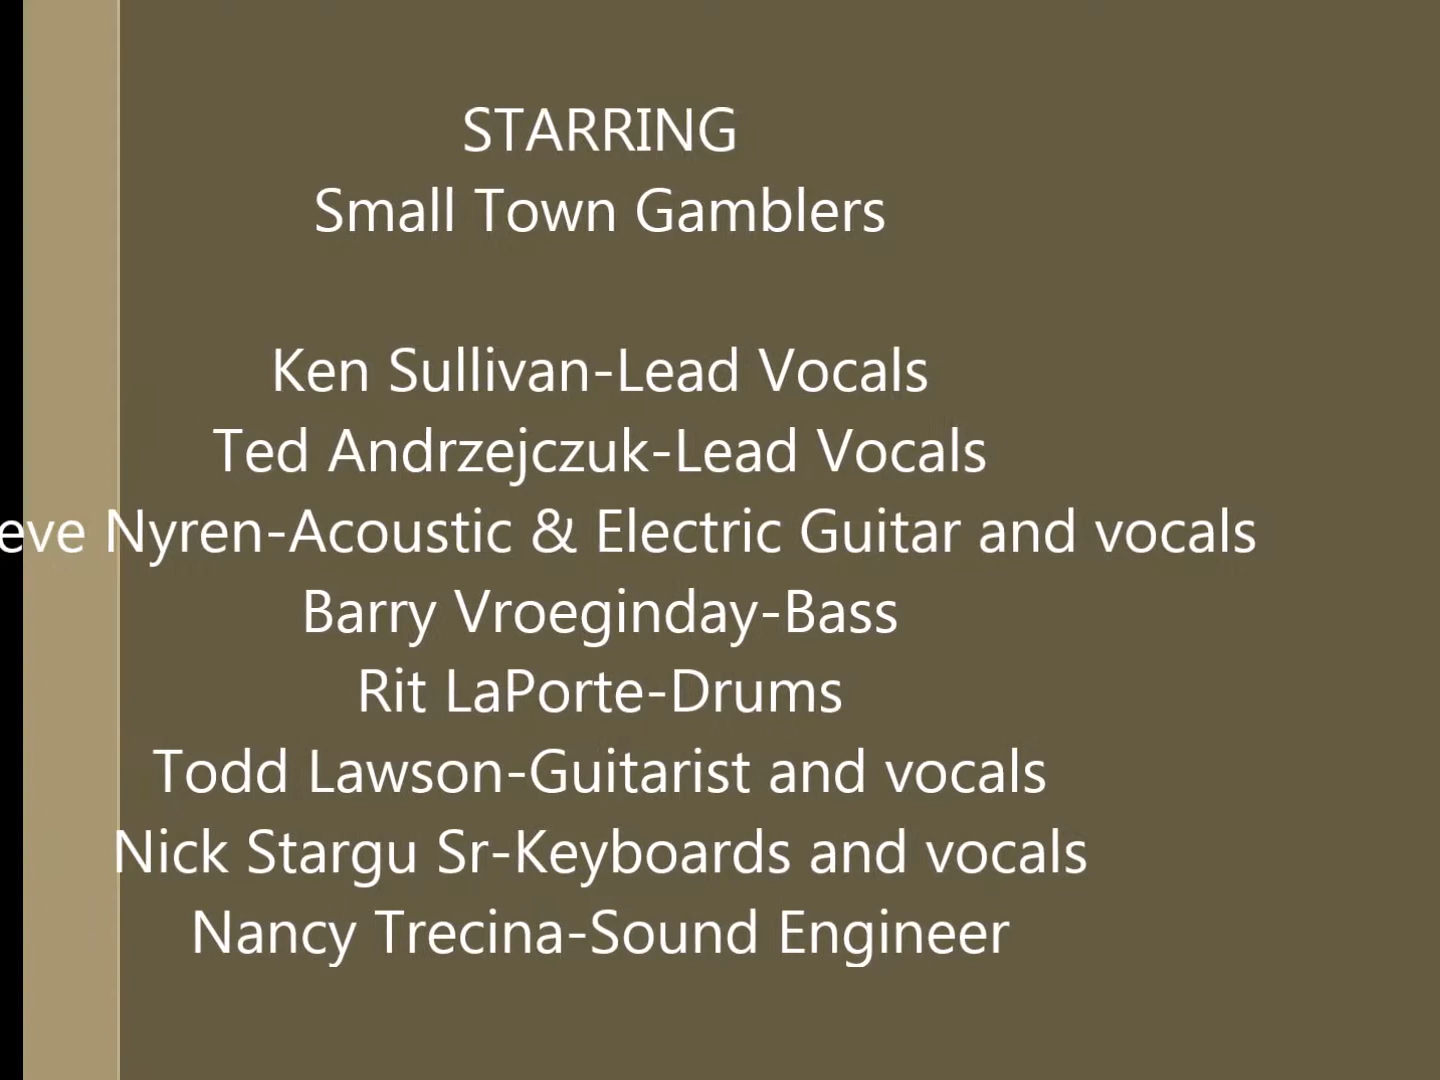 STARRING
Small Town Gamblers
Ken Sullivan-Lead Vocals
Ted Andrzejczuk-Lead Vocals
eve Nyren-Acoustic & Electric Guitar and vocals
Barry Vroeginday-Bass
Rit LaPorte-Drums
Todd Lawson-Guitarist and vocals
Nick Stargu Sr-Keyboards and vocals
Nancy Trecina-Sound Engineer